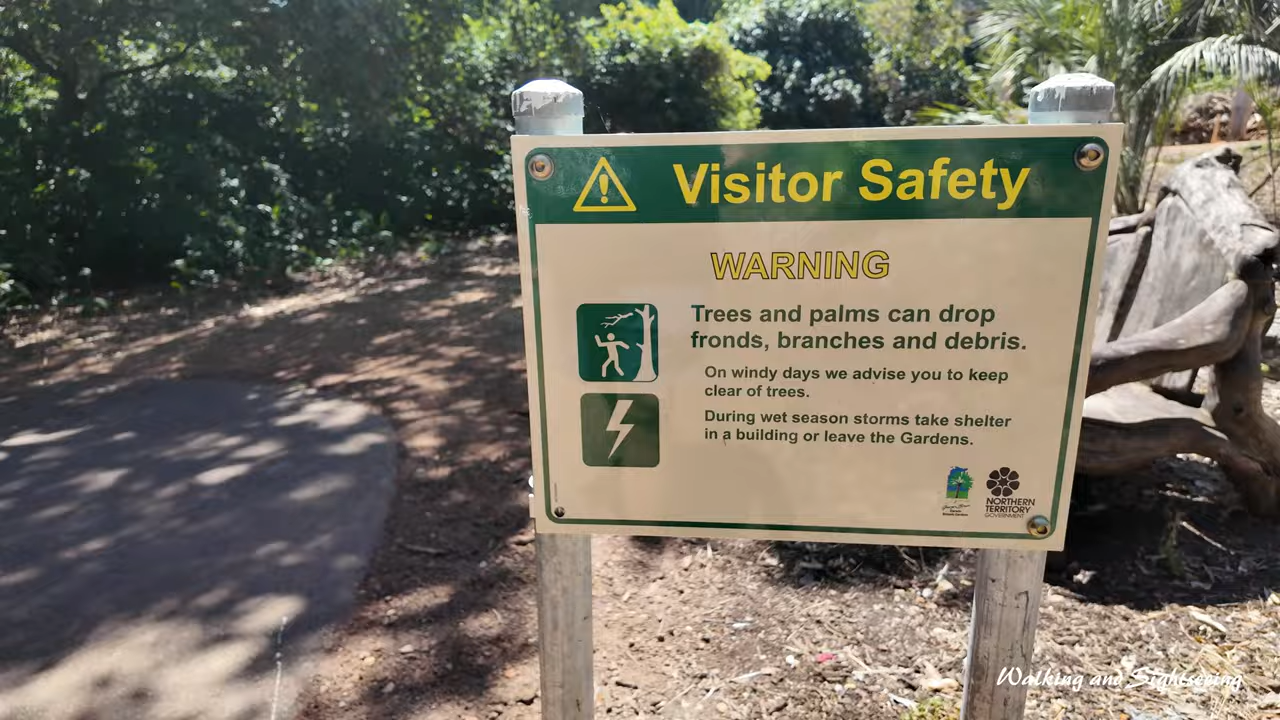 Visitor Safety
WARNING
Trees and palms can drop
fronds, branches and debris.
On windy days we advise you to keep
clear of trees.
During wet season storms take shelter
in a building or leave the Gardens.
NORTHERN
TERRITORY
GOVERNMENT
Walking and Sightseeing